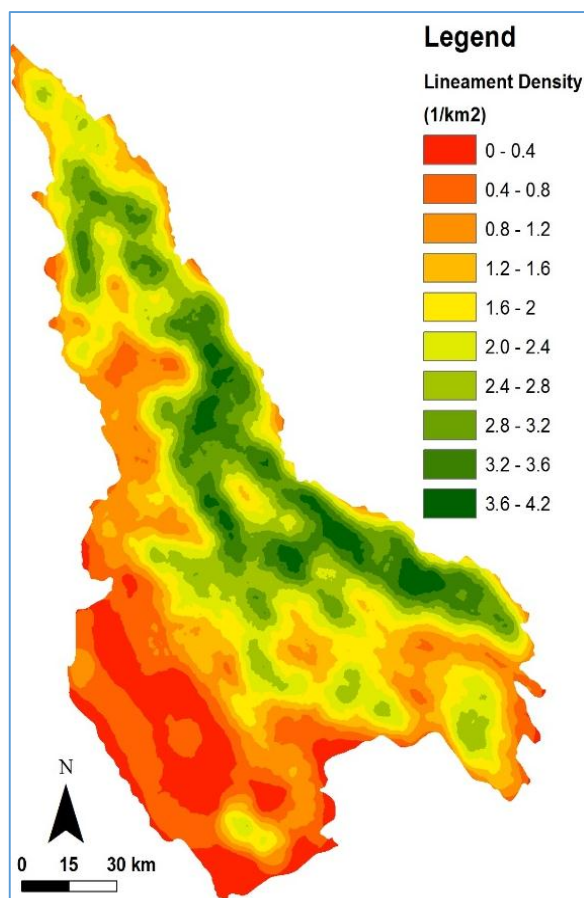 Legend
Lineament Density
(1/km2)
0 - 0.4
0.4 - 0.8
0.8 - 1.2
1.2 - 1.6
1.6 - 2
2.0 - 2.4
2.4 - 2.8
2.8 - 3.2
3.2 - 3.6
3.6 - 4.2
N
0 15 30 km